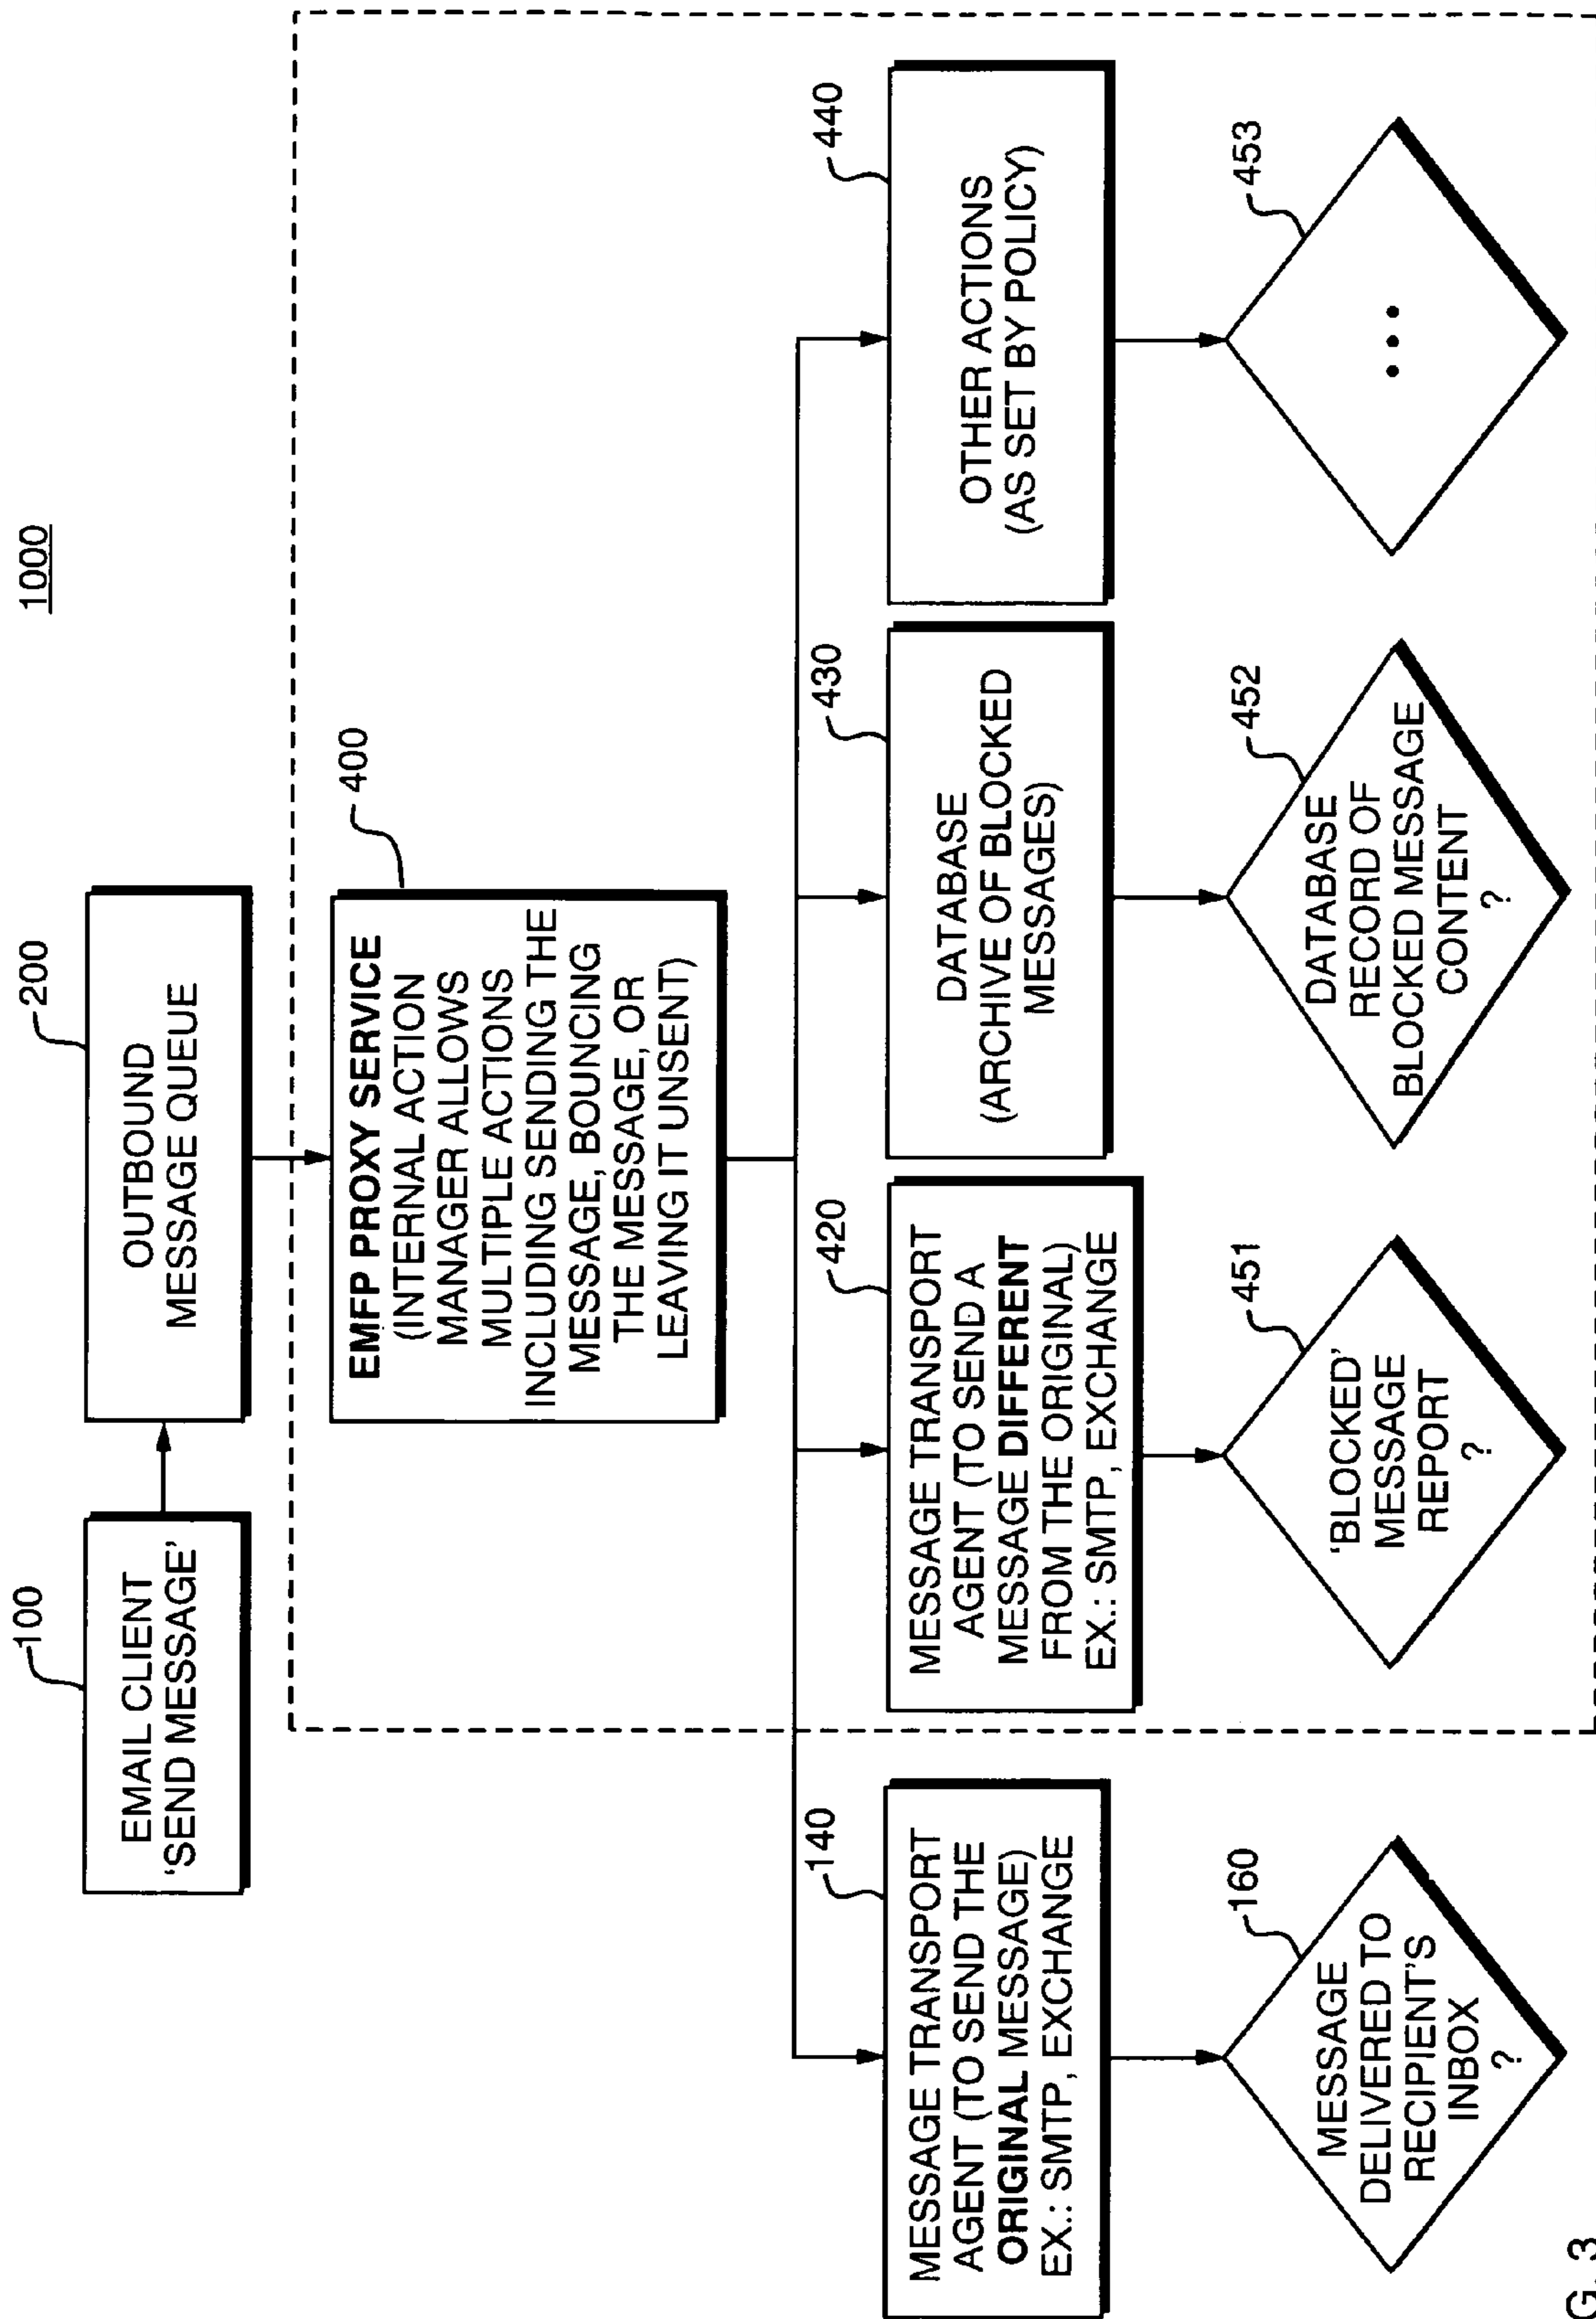 1000
100
EMAIL CLIENT
‘SEND MESSAGE’
200
OUTBOUND
MESSAGE QUEUE
400
EMFP PROXY SERVICE
(INTERNAL ACTION
MANAGER ALLOWS
MULTIPLE ACTIONS
INCLUDING SENDING THE
MESSAGE, BOUNCING
THE MESSAGE, OR
LEAVING IT UNSENT)
140
MESSAGE TRANSPORT
AGENT (TO SEND THE
ORIGINAL MESSAGE)
EX.: SMTP, EXCHANGE
420
MESSAGE TRANSPORT
AGENT (TO SEND A
MESSAGE DIFFERENT
FROM THE ORIGINAL)
EX.: SMTP, EXCHANGE
430
DATABASE
(ARCHIVE OF BLOCKED
MESSAGES)
440
OTHER ACTIONS
(AS SET BY POLICY)
160
MESSAGE
DELIVERED TO
RECIPIENT’S
INBOX
?
451
‘BLOCKED’
MESSAGE
REPORT
?
452
DATABASE
RECORD OF
BLOCKED MESSAGE
CONTENT
?
453
...
G. 3